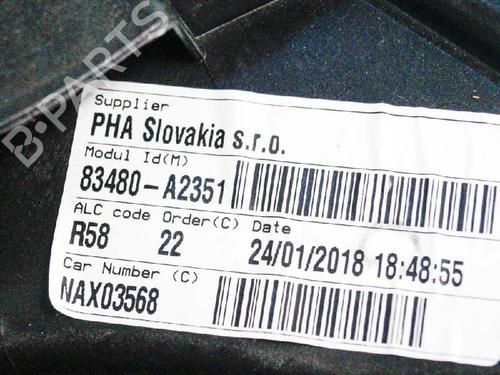 B-PARTS
Supplier
PHA Slovakia s.r.o.
Modul Id(M)
83480-A2351
ALC code Order(C) Date
R58 22 24/01/2018 18:48:55
Car Number (C)
NAX03568